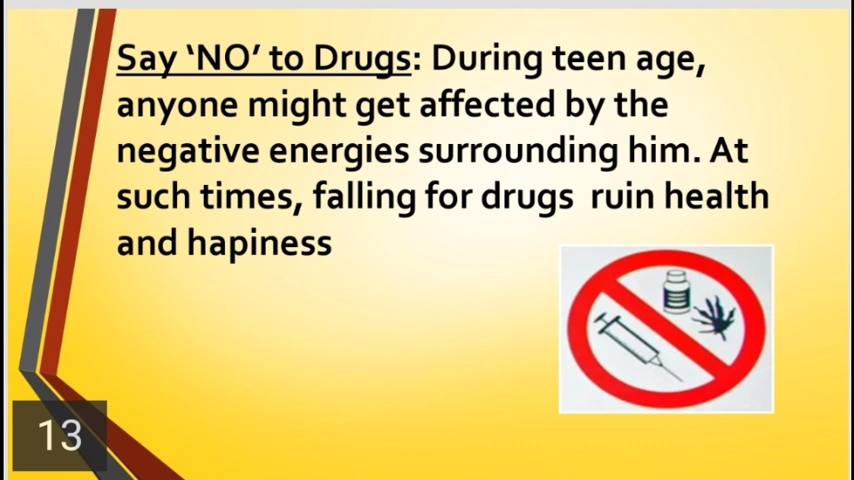 Say ‘NO’ to Drugs: During teen age,
anyone might get affected by the
negative energies surrounding him. At
such times, falling for drugs  ruin health
and hapiness
13